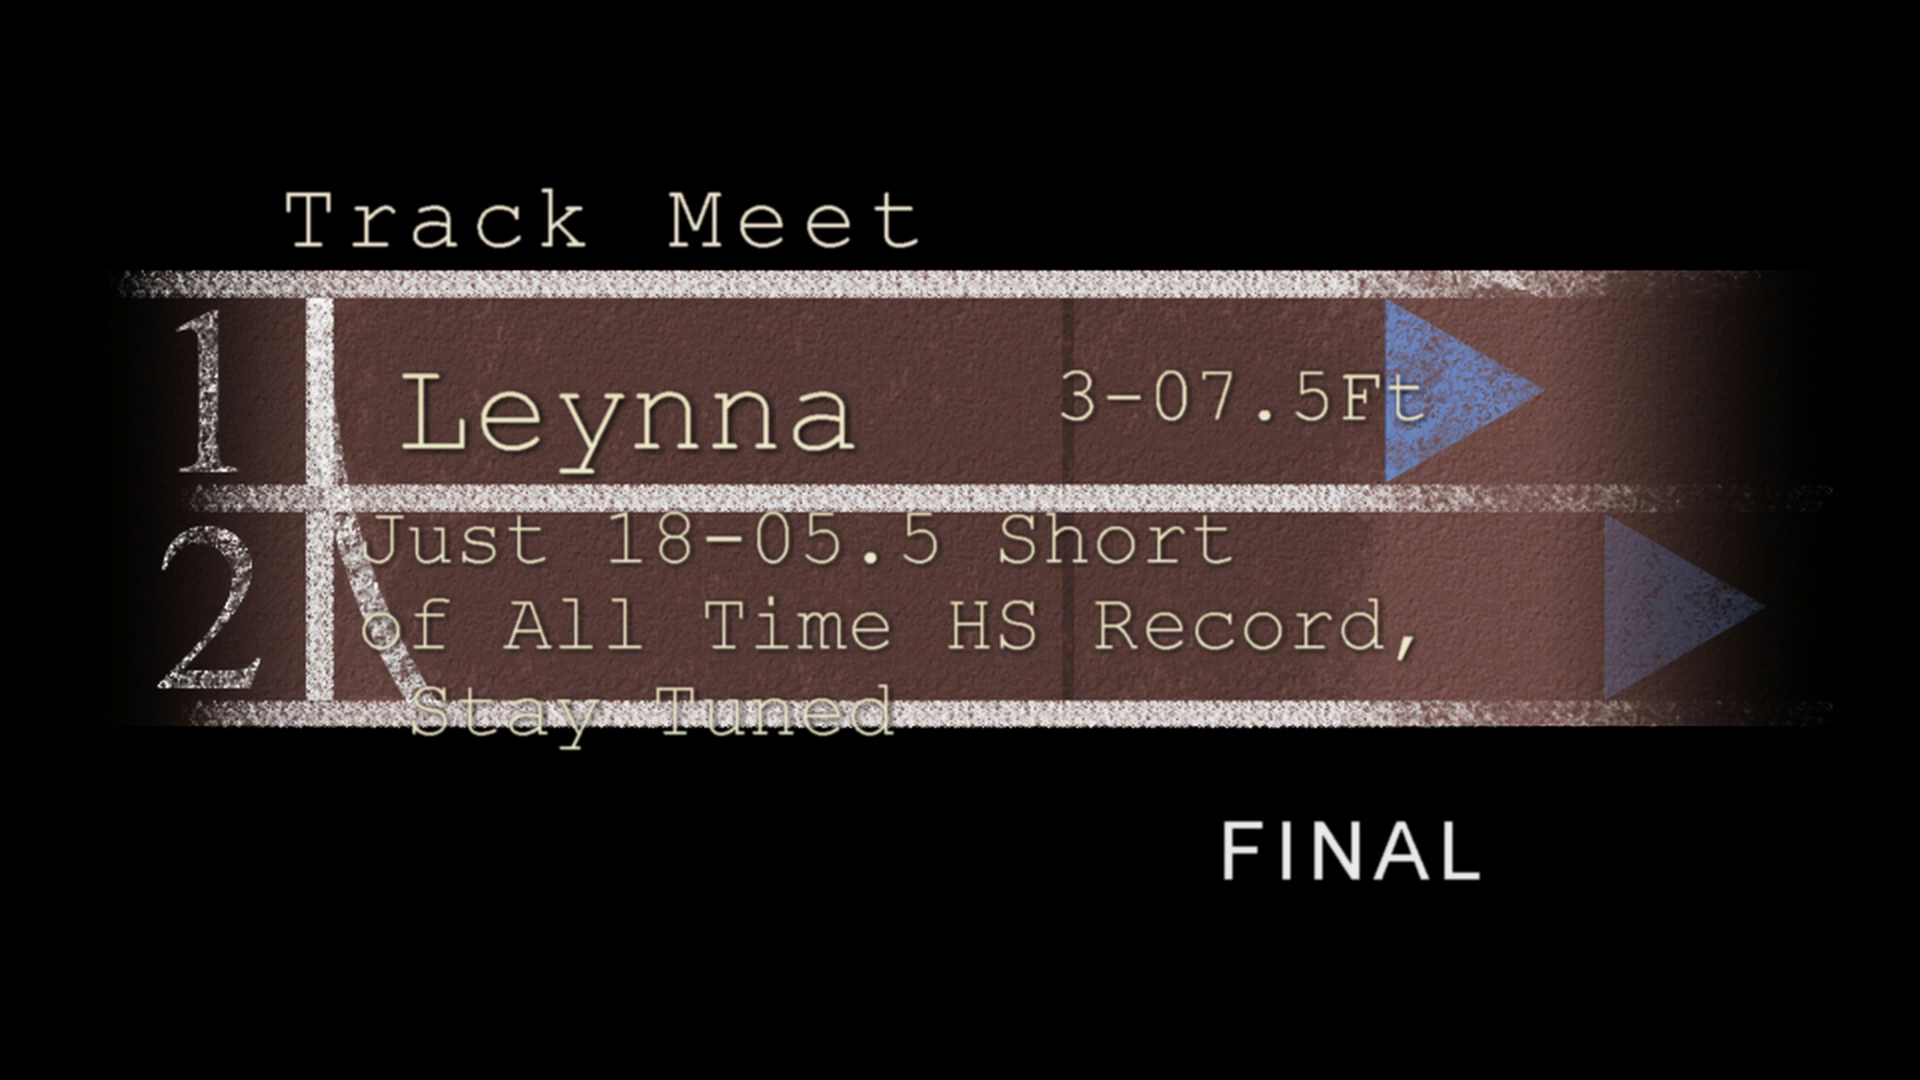 Track Meet
1
Leynna 3-07.5Ft
2
Just 18-05.5 Short
of All Time HS Record,
Stay Tuned
FINAL